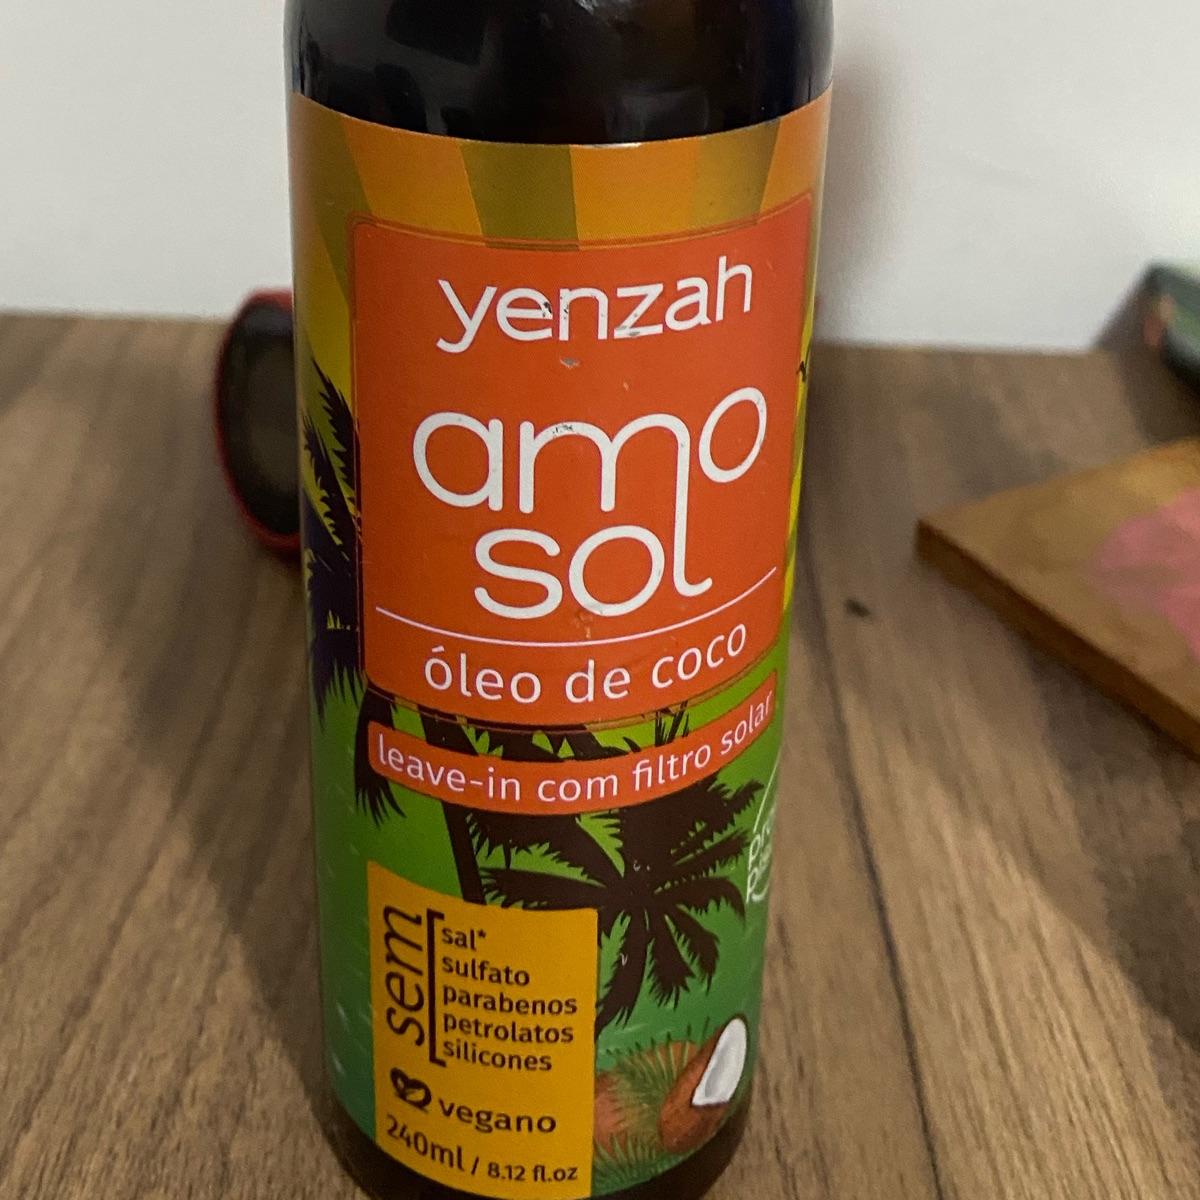 yenzah
amo
sol
óleo de coco
leave-in com filtro solar
sem
sal*
sulfato
parabenos
petrolatos
silicones
vegano
240ml / 8.12 fl.oz